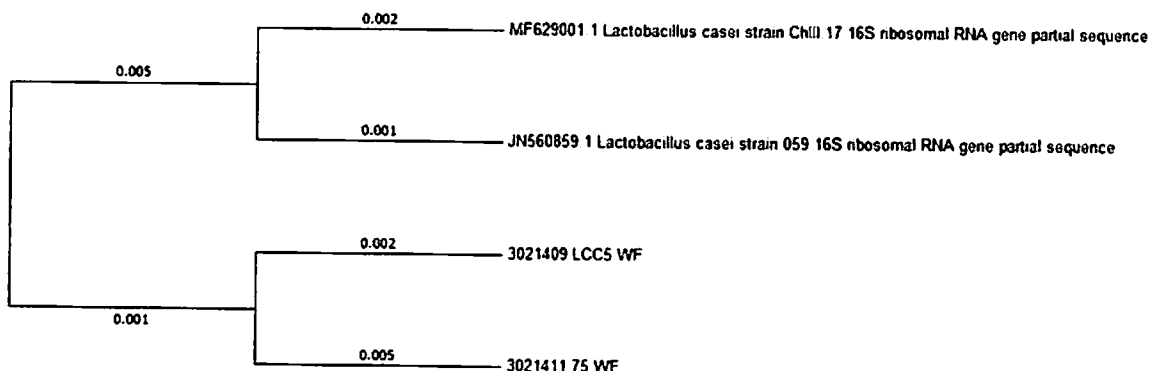 0.002
MF629001.1 Lactobacillus casei strain ChIII 17 16S ribosomal RNA gene partial sequence
0.005
0.001
JN560859.1 Lactobacillus casei strain 059 16S ribosomal RNA gene partial sequence
0.002
3021409 LCC5 WF
0.001
0.005
3021411 75 WF